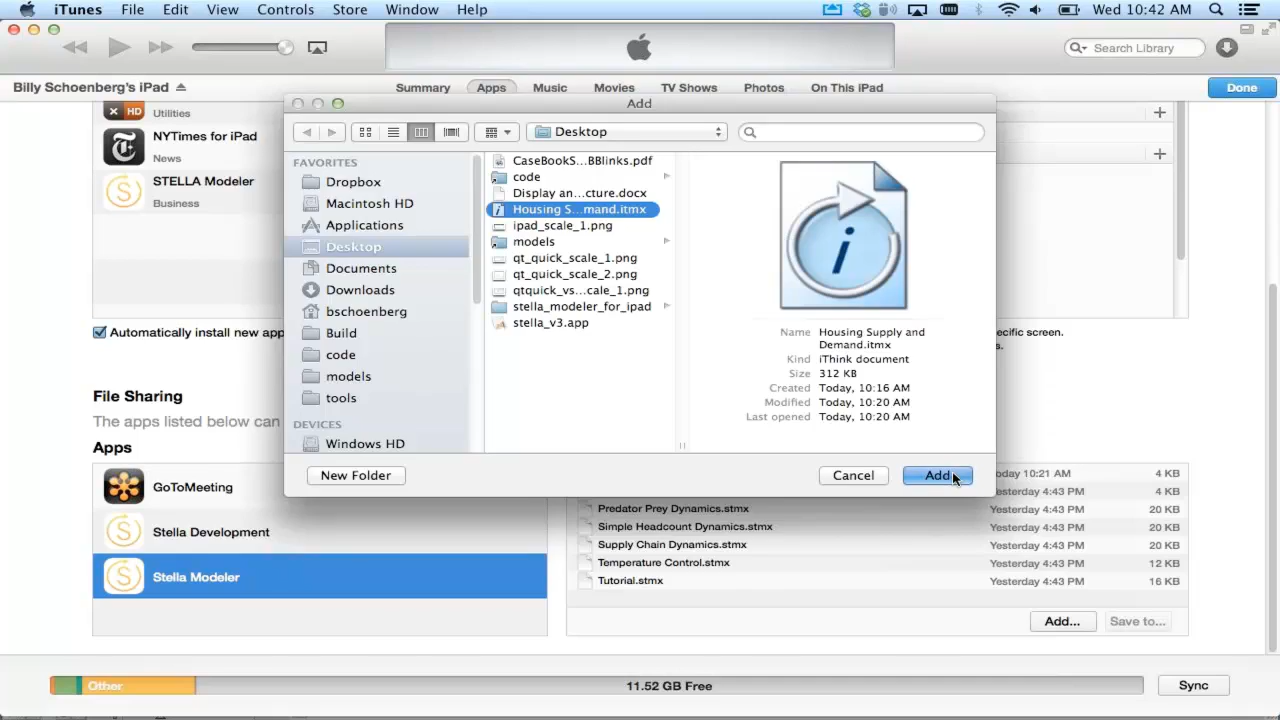 iTunes File Edit View Controls Store Window Help Wed 10:42 AM
Search Library
Billy Schoenberg's iPad Summary Apps Music Movies TV Shows Photos On This iPad Done
Add
HD Utilities
NYTimes for iPad
News
STELLA Modeler
Business
Automatically install new app
ecific screen.
s.
Desktop
FAVORITES
Dropbox
Macintosh HD
Applications
Desktop
Documents
Downloads
bschoenberg
Build
code
models
tools
DEVICES
Windows HD
CaseBookS...BBlinks.pdf
code
Display an...cture.docx
Housing S...mand.itmx
ipad_scale_1.png
models
qt_quick_scale_1.png
qt_quick_scale_2.png
qtquick_vs...cale_1.png
stella_modeler_for_ipad
stella_v3.app
i
Name Housing Supply and
Demand.itmx
Kind iThink document
Size 312 KB
Created Today, 10:16 AM
Modified Today, 10:20 AM
Last opened Today, 10:20 AM
New Folder Cancel Add
File Sharing
The apps listed below can
Apps
GoToMeeting
Stella Development
Stella Modeler
oday 10:21 AM 4 KB
Yesterday 4:43 PM 4 KB
Predator Prey Dynamics.stmx Yesterday 4:43 PM 20 KB
Simple Headcount Dynamics.stmx Yesterday 4:43 PM 20 KB
Supply Chain Dynamics.stmx Yesterday 4:43 PM 20 KB
Temperature Control.stmx Yesterday 4:43 PM 12 KB
Tutorial.stmx Yesterday 4:43 PM 16 KB
Add... Save to...
Other 11.52 GB Free Sync